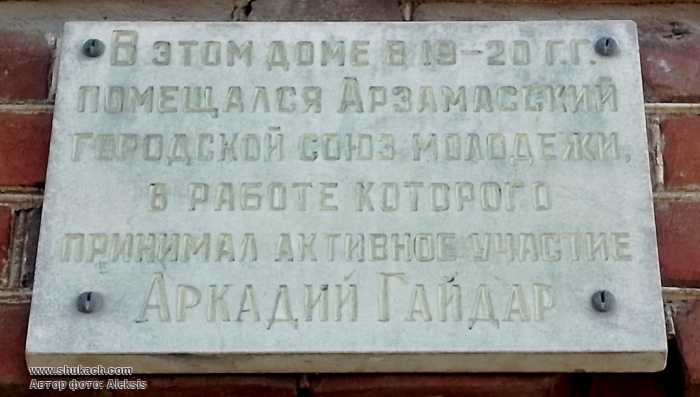 В этом доме в 19-20 г.г.
помещался Арзамасский
городской союз молодежи,
в работе которого
принимал активное участие
Аркадий Гайдар
www.shukach.com
Автор фото: Aleksis